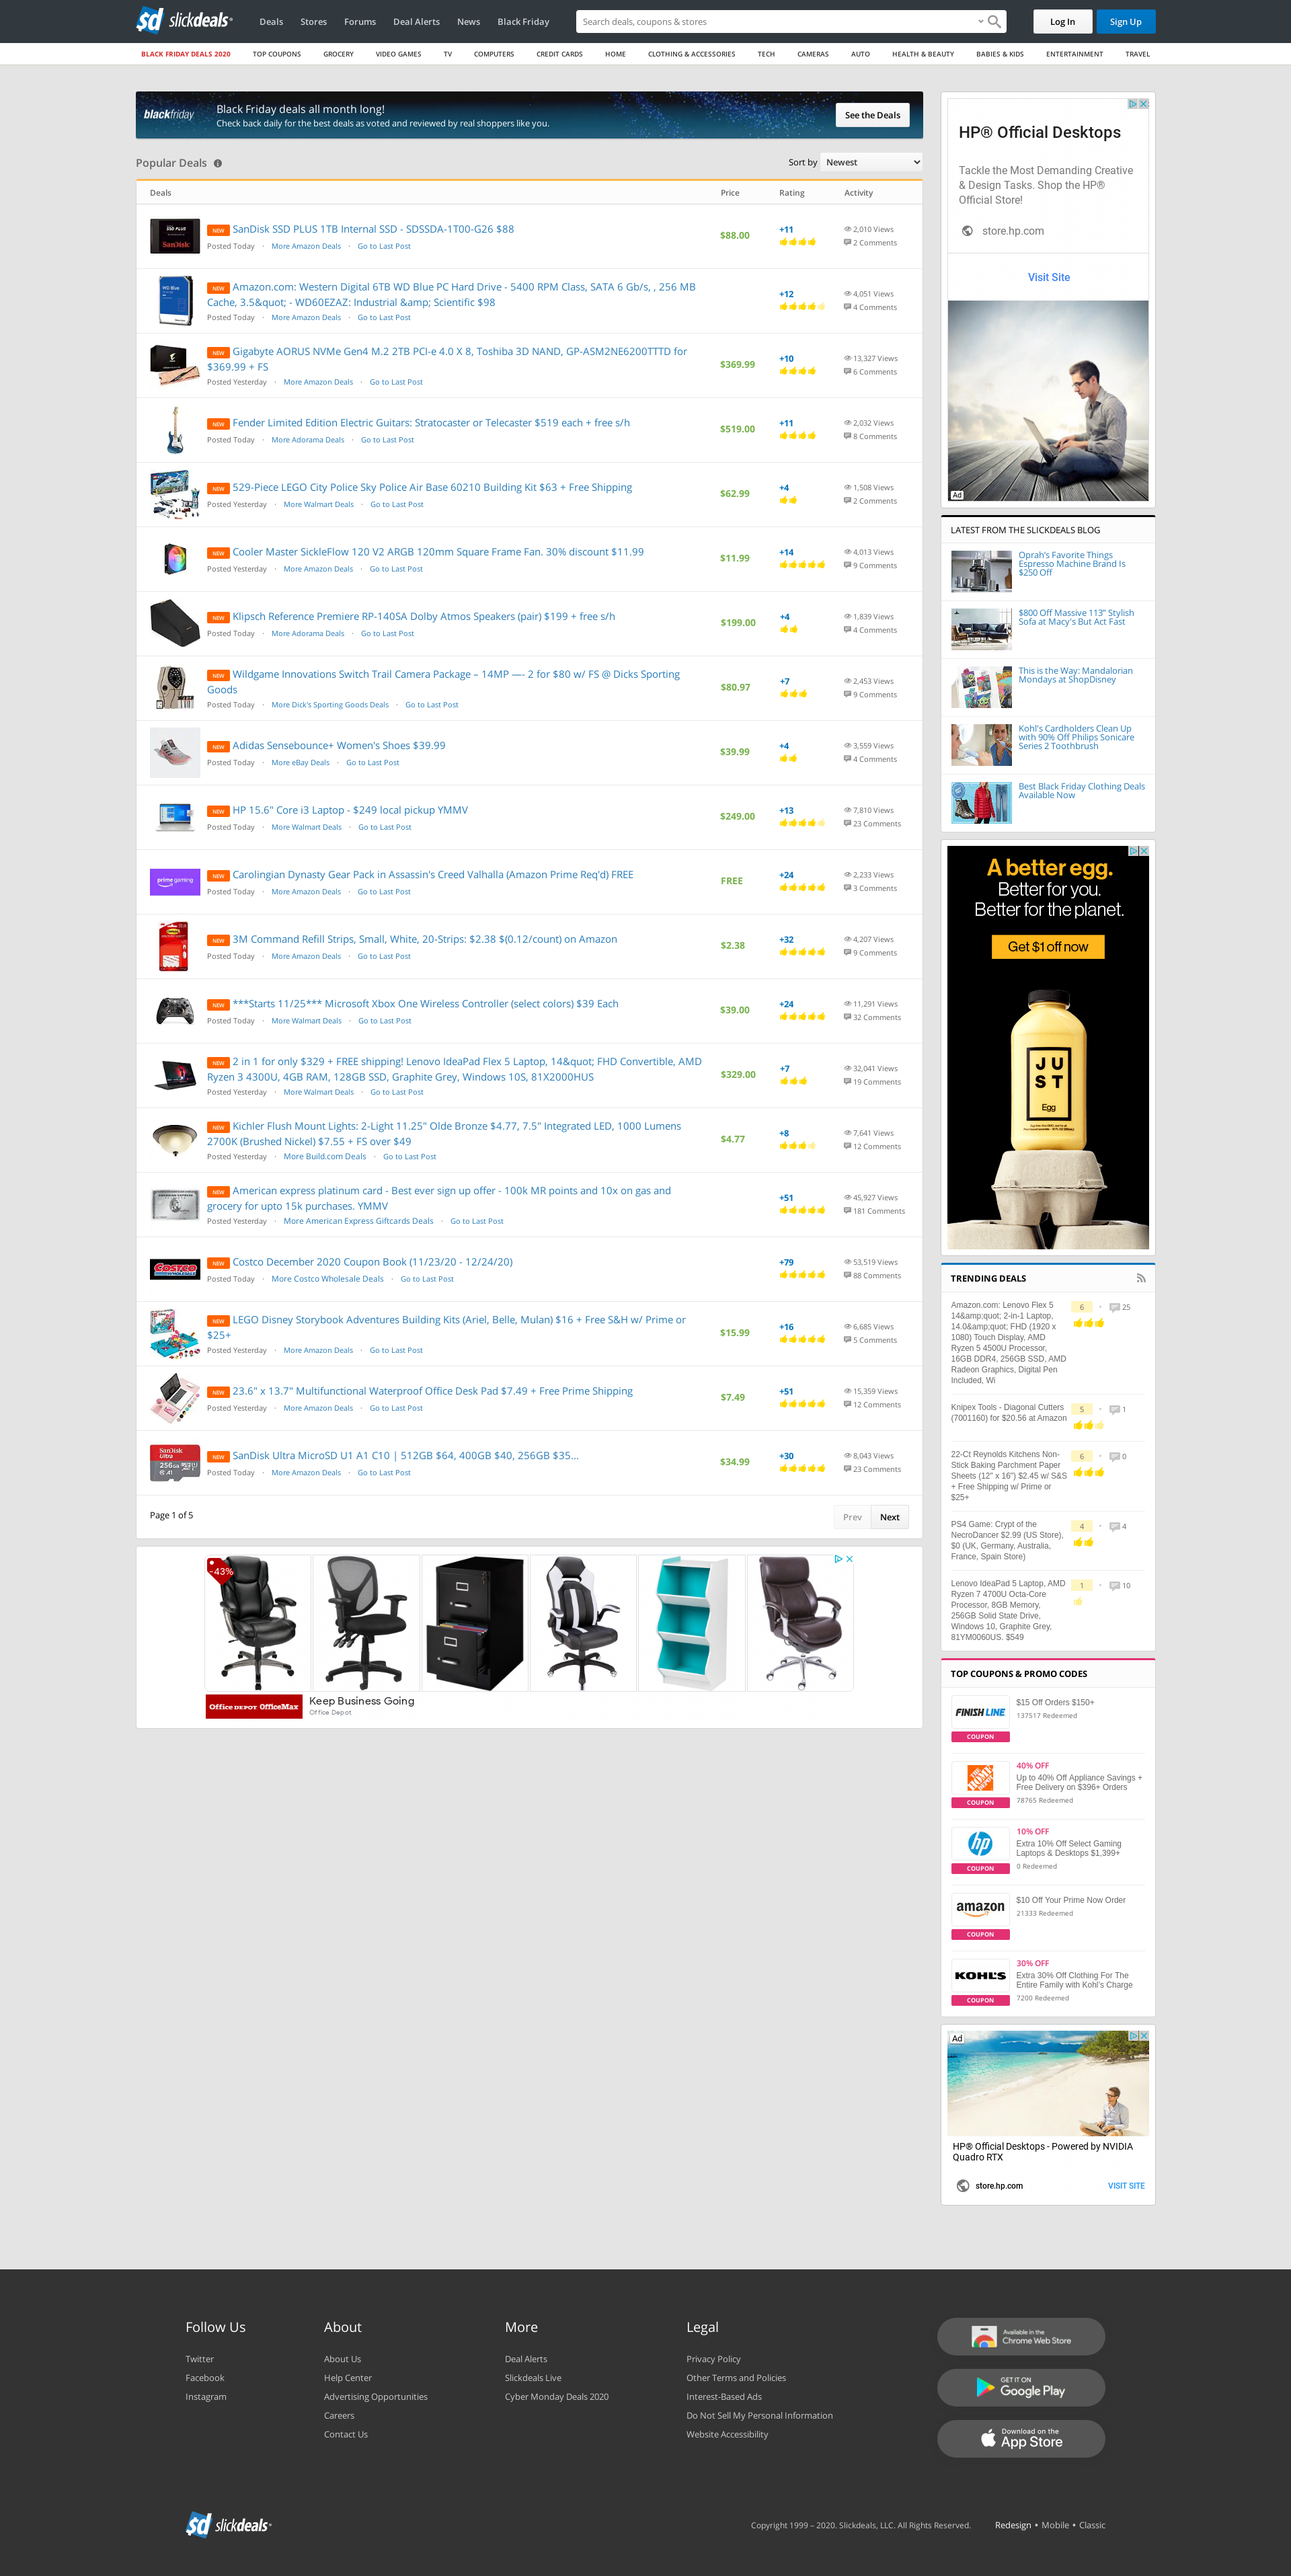 sd slickdeals
Deals
Stores
Forums
Deal Alerts
News
Black Friday
Search deals, coupons & stores
Log In
Sign Up
BLACK FRIDAY DEALS 2020
TOP COUPONS
GROCERY
VIDEO GAMES
TV
COMPUTERS
CREDIT CARDS
HOME
CLOTHING & ACCESSORIES
TECH
CAMERAS
AUTO
HEALTH & BEAUTY
BABIES & KIDS
ENTERTAINMENT
TRAVEL
blackfriday
Black Friday deals all month long!
Check back daily for the best deals as voted and reviewed by real shoppers like you.
See the Deals
Popular Deals
Sort by Newest
Deals Price Rating Activity
NEW SanDisk SSD PLUS 1TB Internal SSD - SDSSDA-1T00-G26 $88
Posted Today · More Amazon Deals · Go to Last Post
$88.00
+11
2,010 Views
2 Comments
NEW Amazon.com: Western Digital 6TB WD Blue PC Hard Drive - 5400 RPM Class, SATA 6 Gb/s, , 256 MB
Cache, 3.5&quot; - WD60EZAZ: Industrial &amp; Scientific $98
Posted Today · More Amazon Deals · Go to Last Post
+12
4,051 Views
4 Comments
NEW Gigabyte AORUS NVMe Gen4 M.2 2TB PCI-e 4.0 X 8, Toshiba 3D NAND, GP-ASM2NE6200TTTD for
$369.99 + FS
Posted Yesterday · More Amazon Deals · Go to Last Post
$369.99
+10
13,327 Views
6 Comments
NEW Fender Limited Edition Electric Guitars: Stratocaster or Telecaster $519 each + free s/h
Posted Today · More Adorama Deals · Go to Last Post
$519.00
+11
2,032 Views
8 Comments
NEW 529-Piece LEGO City Police Sky Police Air Base 60210 Building Kit $63 + Free Shipping
Posted Yesterday · More Walmart Deals · Go to Last Post
$62.99
+4
1,508 Views
2 Comments
NEW Cooler Master SickleFlow 120 V2 ARGB 120mm Square Frame Fan. 30% discount $11.99
Posted Yesterday · More Amazon Deals · Go to Last Post
$11.99
+14
4,013 Views
9 Comments
NEW Klipsch Reference Premiere RP-140SA Dolby Atmos Speakers (pair) $199 + free s/h
Posted Today · More Adorama Deals · Go to Last Post
$199.00
+4
1,839 Views
4 Comments
NEW Wildgame Innovations Switch Trail Camera Package – 14MP —- 2 for $80 w/ FS @ Dicks Sporting
Goods
Posted Today · More Dick's Sporting Goods Deals · Go to Last Post
$80.97
+7
2,453 Views
9 Comments
NEW Adidas Sensebounce+ Women's Shoes $39.99
Posted Today · More eBay Deals · Go to Last Post
$39.99
+4
3,559 Views
4 Comments
NEW HP 15.6" Core i3 Laptop - $249 local pickup YMMV
Posted Today · More Walmart Deals · Go to Last Post
$249.00
+13
7,810 Views
23 Comments
prime gaming
NEW Carolingian Dynasty Gear Pack in Assassin's Creed Valhalla (Amazon Prime Req'd) FREE
Posted Today · More Amazon Deals · Go to Last Post
FREE
+24
2,233 Views
3 Comments
NEW 3M Command Refill Strips, Small, White, 20-Strips: $2.38 $(0.12/count) on Amazon
Posted Today · More Amazon Deals · Go to Last Post
$2.38
+32
4,207 Views
9 Comments
NEW ***Starts 11/25*** Microsoft Xbox One Wireless Controller (select colors) $39 Each
Posted Today · More Walmart Deals · Go to Last Post
$39.00
+24
11,291 Views
32 Comments
NEW 2 in 1 for only $329 + FREE shipping! Lenovo IdeaPad Flex 5 Laptop, 14&quot; FHD Convertible, AMD
Ryzen 3 4300U, 4GB RAM, 128GB SSD, Graphite Grey, Windows 10S, 81X2000HUS
Posted Yesterday · More Walmart Deals · Go to Last Post
$329.00
+7
32,041 Views
19 Comments
NEW Kichler Flush Mount Lights: 2-Light 11.25" Olde Bronze $4.77, 7.5" Integrated LED, 1000 Lumens
2700K (Brushed Nickel) $7.55 + FS over $49
Posted Yesterday · More Build.com Deals · Go to Last Post
$4.77
+8
7,641 Views
12 Comments
NEW American express platinum card - Best ever sign up offer - 100k MR points and 10x on gas and
grocery for upto 15k purchases. YMMV
Posted Yesterday · More American Express Giftcards Deals · Go to Last Post
+51
45,927 Views
181 Comments
COSTCO
NEW Costco December 2020 Coupon Book (11/23/20 - 12/24/20)
Posted Today · More Costco Wholesale Deals · Go to Last Post
+79
53,519 Views
88 Comments
NEW LEGO Disney Storybook Adventures Building Kits (Ariel, Belle, Mulan) $16 + Free S&H w/ Prime or
$25+
Posted Yesterday · More Amazon Deals · Go to Last Post
$15.99
+16
6,685 Views
5 Comments
NEW 23.6" x 13.7" Multifunctional Waterproof Office Desk Pad $7.49 + Free Prime Shipping
Posted Yesterday · More Amazon Deals · Go to Last Post
$7.49
+51
15,359 Views
12 Comments
SanDisk
Ultra
NEW SanDisk Ultra MicroSD U1 A1 C10 | 512GB $64, 400GB $40, 256GB $35...
Posted Today · More Amazon Deals · Go to Last Post
$34.99
+30
8,043 Views
23 Comments
Page 1 of 5
Prev
Next
-43%
Office DEPOT OfficeMax
Keep Business Going
Office Depot
HP® Official Desktops
Tackle the Most Demanding Creative
& Design Tasks. Shop the HP®
Official Store!
store.hp.com
Visit Site
Ad
LATEST FROM THE SLICKDEALS BLOG
Oprah's Favorite Things
Espresso Machine Brand Is
$250 Off
$800 Off Massive 113" Stylish
Sofa at Macy's But Act Fast
This is the Way: Mandalorian
Mondays at ShopDisney
Kohl's Cardholders Clean Up
with 90% Off Philips Sonicare
Series 2 Toothbrush
Best Black Friday Clothing Deals
Available Now
A better egg.
Better for you.
Better for the planet.
Get $1 off now
JU
ST
Egg
TRENDING DEALS
Amazon.com: Lenovo Flex 5
14&amp;quot; 2-in-1 Laptop,
14.0&amp;quot; FHD (1920 x
1080) Touch Display, AMD
Ryzen 5 4500U Processor,
16GB DDR4, 256GB SSD, AMD
Radeon Graphics, Digital Pen
Included, Wi
6 · 25
Knipex Tools - Diagonal Cutters
(7001160) for $20.56 at Amazon
5 · 1
22-Ct Reynolds Kitchens Non-
Stick Baking Parchment Paper
Sheets (12" x 16") $2.45 w/ S&S
+ Free Shipping w/ Prime or
$25+
6 · 0
PS4 Game: Crypt of the
NecroDancer $2.99 (US Store),
$0 (UK, Germany, Australia,
France, Spain Store)
4 · 4
Lenovo IdeaPad 5 Laptop, AMD
Ryzen 7 4700U Octa-Core
Processor, 8GB Memory,
256GB Solid State Drive,
Windows 10, Graphite Grey,
81YM0060US. $549
1 · 10
TOP COUPONS & PROMO CODES
FINISH LINE
COUPON
$15 Off Orders $150+
137517 Redeemed
COUPON
40% OFF
Up to 40% Off Appliance Savings +
Free Delivery on $396+ Orders
78765 Redeemed
hp
COUPON
10% OFF
Extra 10% Off Select Gaming
Laptops & Desktops $1,399+
0 Redeemed
amazon
COUPON
$10 Off Your Prime Now Order
21333 Redeemed
KOHL'S
COUPON
30% OFF
Extra 30% Off Clothing For The
Entire Family with Kohl's Charge
7200 Redeemed
Ad
HP® Official Desktops - Powered by NVIDIA
Quadro RTX
store.hp.com
VISIT SITE
Follow Us
Twitter
Facebook
Instagram
About
About Us
Help Center
Advertising Opportunities
Careers
Contact Us
More
Deal Alerts
Slickdeals Live
Cyber Monday Deals 2020
Legal
Privacy Policy
Other Terms and Policies
Interest-Based Ads
Do Not Sell My Personal Information
Website Accessibility
Available in the
Chrome Web Store
GET IT ON
Google Play
Download on the
App Store
sd slickdeals
Copyright 1999 – 2020. Slickdeals, LLC. All Rights Reserved.
Redesign • Mobile • Classic